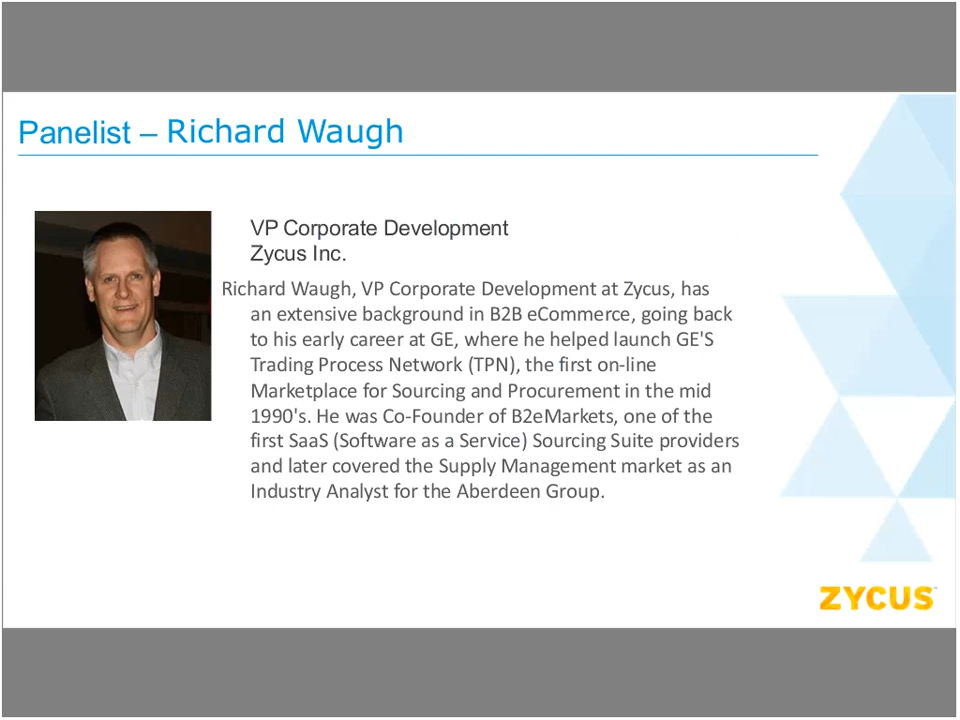 Panelist – Richard Waugh
VP Corporate Development
Zycus Inc.
Richard Waugh, VP Corporate Development at Zycus, has
an extensive background in B2B eCommerce, going back
to his early career at GE, where he helped launch GE'S
Trading Process Network (TPN), the first on-line
Marketplace for Sourcing and Procurement in the mid
1990's. He was Co-Founder of B2eMarkets, one of the
first SaaS (Software as a Service) Sourcing Suite providers
and later covered the Supply Management market as an
Industry Analyst for the Aberdeen Group.
ZYCUS